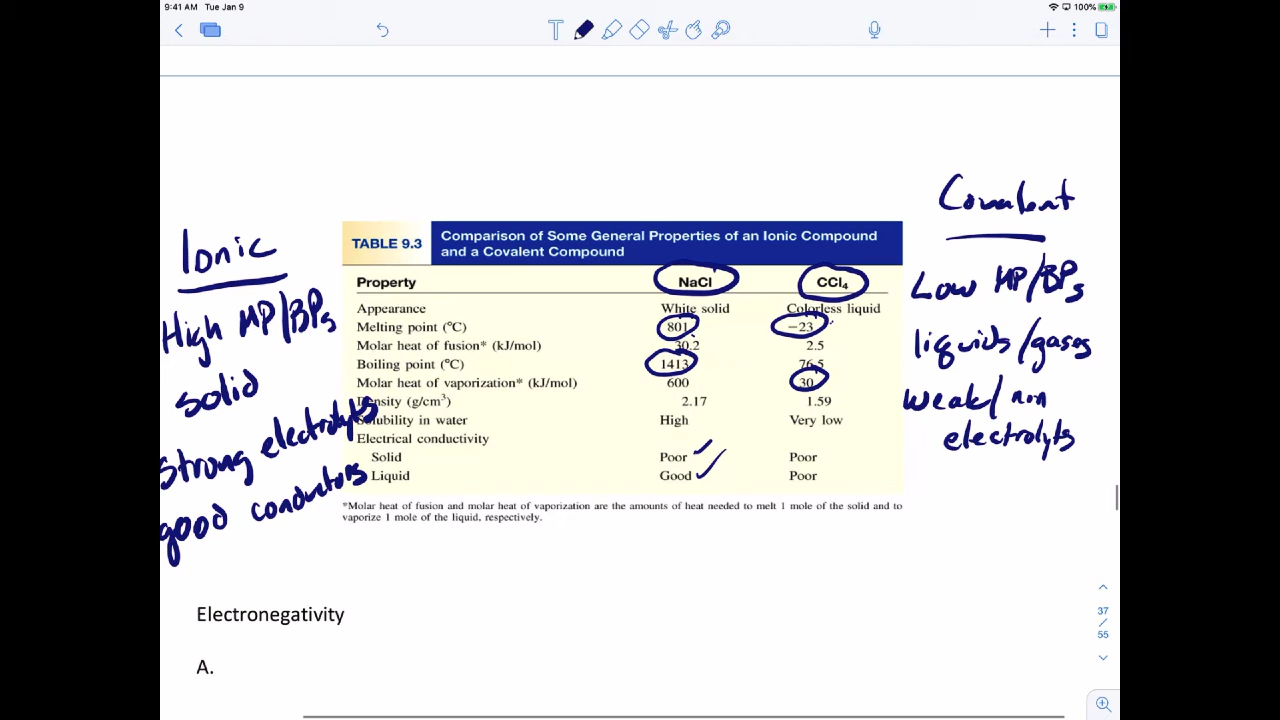 9:41 AM Tue Jan 9
100%
T
Covalent
Low MP/BPs
liquids/gases
weak/non
electrolyts
Ionic
High MP/BPs
solid
strong electrolyts
good conductors
TABLE 9.3
Comparison of Some General Properties of an Ionic Compound
and a Covalent Compound
Property NaCl CCl₄
Appearance White solid Colorless liquid
Melting point (°C) 801 −23
Molar heat of fusion* (kJ/mol) 30.2 2.5
Boiling point (°C) 1413 76.5
Molar heat of vaporization* (kJ/mol) 600 30
Density (g/cm³) 2.17 1.59
Solubility in water High Very low
Electrical conductivity
Solid Poor Poor
Liquid Good Poor
*Molar heat of fusion and molar heat of vaporization are the amounts of heat needed to melt 1 mole of the solid and to
vaporize 1 mole of the liquid, respectively.
Electronegativity
A.
37
/
55